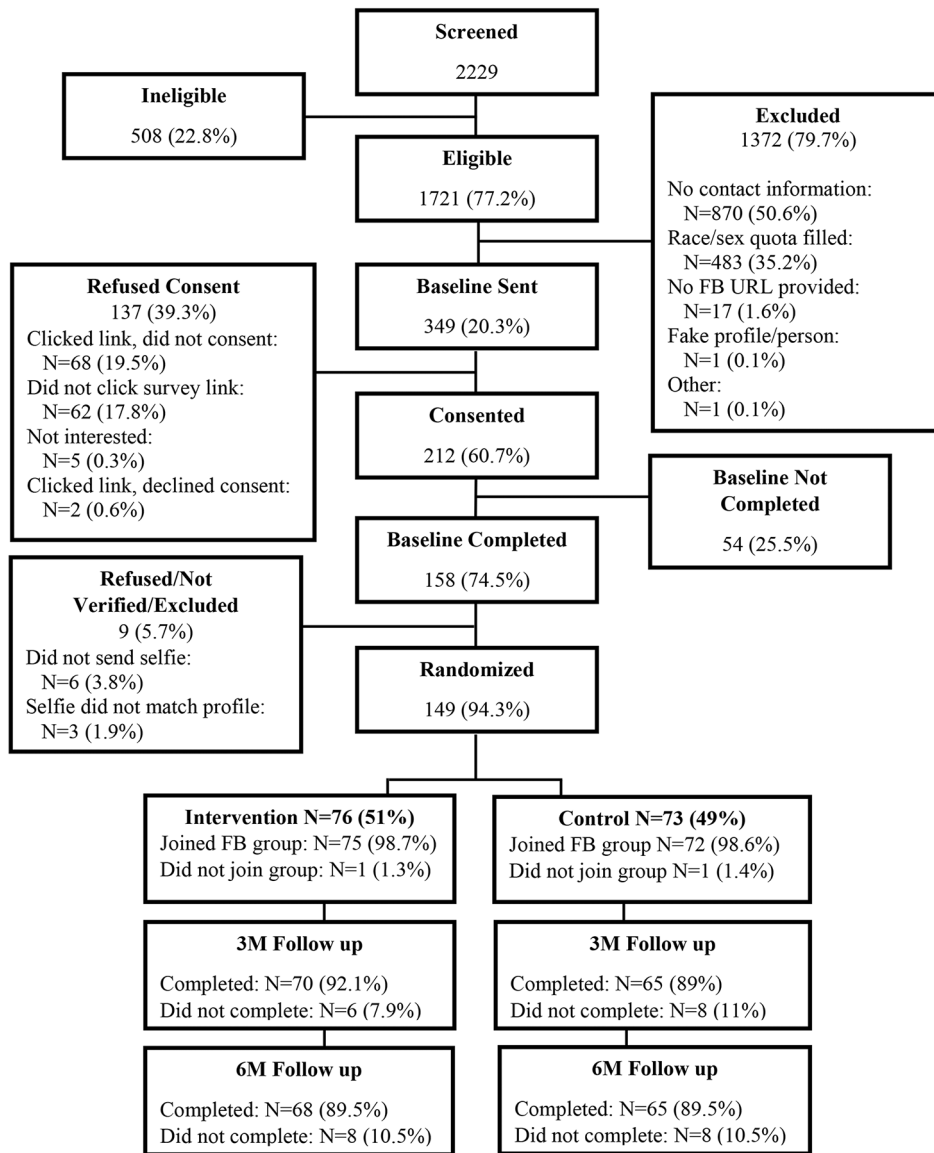 Screened
2229
Ineligible
508 (22.8%)
Eligible
1721 (77.2%)
Excluded
1372 (79.7%)
No contact information:
N=870 (50.6%)
Race/sex quota filled:
N=483 (35.2%)
No FB URL provided:
N=17 (1.6%)
Fake profile/person:
N=1 (0.1%)
Other:
N=1 (0.1%)
Baseline Sent
349 (20.3%)
Refused Consent
137 (39.3%)
Clicked link, did not consent:
N=68 (19.5%)
Did not click survey link:
N=62 (17.8%)
Not interested:
N=5 (0.3%)
Clicked link, declined consent:
N=2 (0.6%)
Consented
212 (60.7%)
Baseline Not
Completed
54 (25.5%)
Baseline Completed
158 (74.5%)
Refused/Not
Verified/Excluded
9 (5.7%)
Did not send selfie:
N=6 (3.8%)
Selfie did not match profile:
N=3 (1.9%)
Randomized
149 (94.3%)
Intervention N=76 (51%)
Joined FB group: N=75 (98.7%)
Did not join group: N=1 (1.3%)
Control N=73 (49%)
Joined FB group N=72 (98.6%)
Did not join group N=1 (1.4%)
3M Follow up
Completed: N=70 (92.1%)
Did not complete: N=6 (7.9%)
3M Follow up
Completed: N=65 (89%)
Did not complete: N=8 (11%)
6M Follow up
Completed: N=68 (89.5%)
Did not complete: N=8 (10.5%)
6M Follow up
Completed: N=65 (89.5%)
Did not complete: N=8 (10.5%)